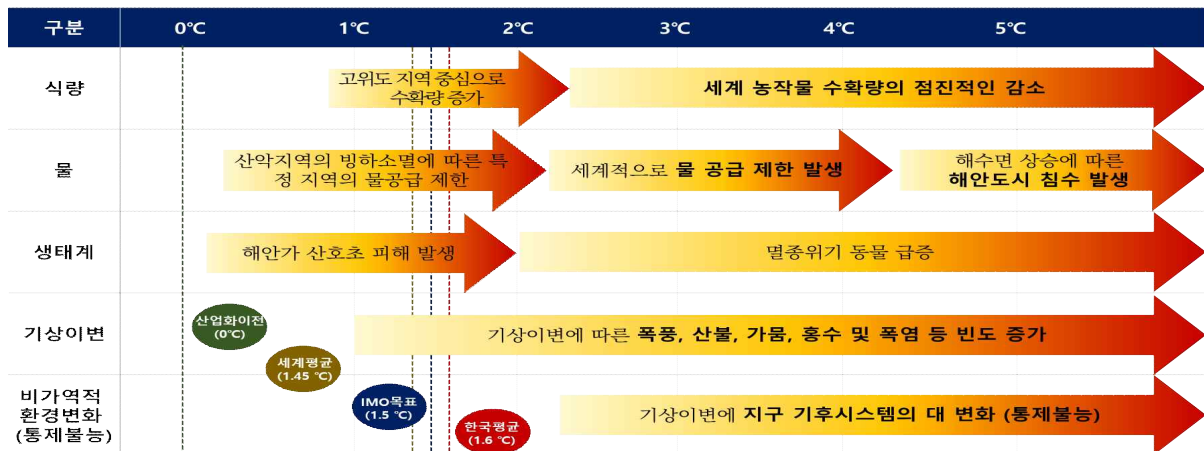 구분 0℃ 1℃ 2℃ 3℃ 4℃ 5℃
식량
고위도 지역 중심으로
수확량 증가
세계 농작물 수확량의 점진적인 감소
물
산악지역의 빙하소멸에 따른 특
정 지역의 물공급 제한
세계적으로 물 공급 제한 발생
해수면 상승에 따른
해안도시 침수 발생
생태계
해안가 산호초 피해 발생
멸종위기 동물 급증
기상이변
산업화이전
(0℃)
기상이변에 따른 폭풍, 산불, 가뭄, 홍수 및 폭염 등 빈도 증가
세계평균
(1.45 ℃)
비가역적
환경변화
(통제불능)
IMO목표
(1.5 ℃)
한국평균
(1.6 ℃)
기상이변에 지구 기후시스템의 대 변화 (통제불능)